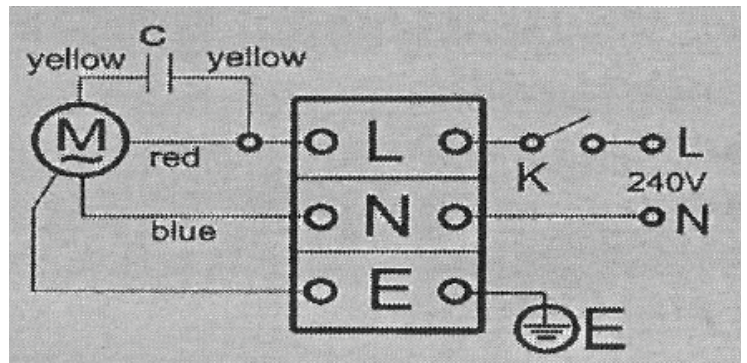 C
yellow yellow
M L L
red K 240V
N N
blue
E E